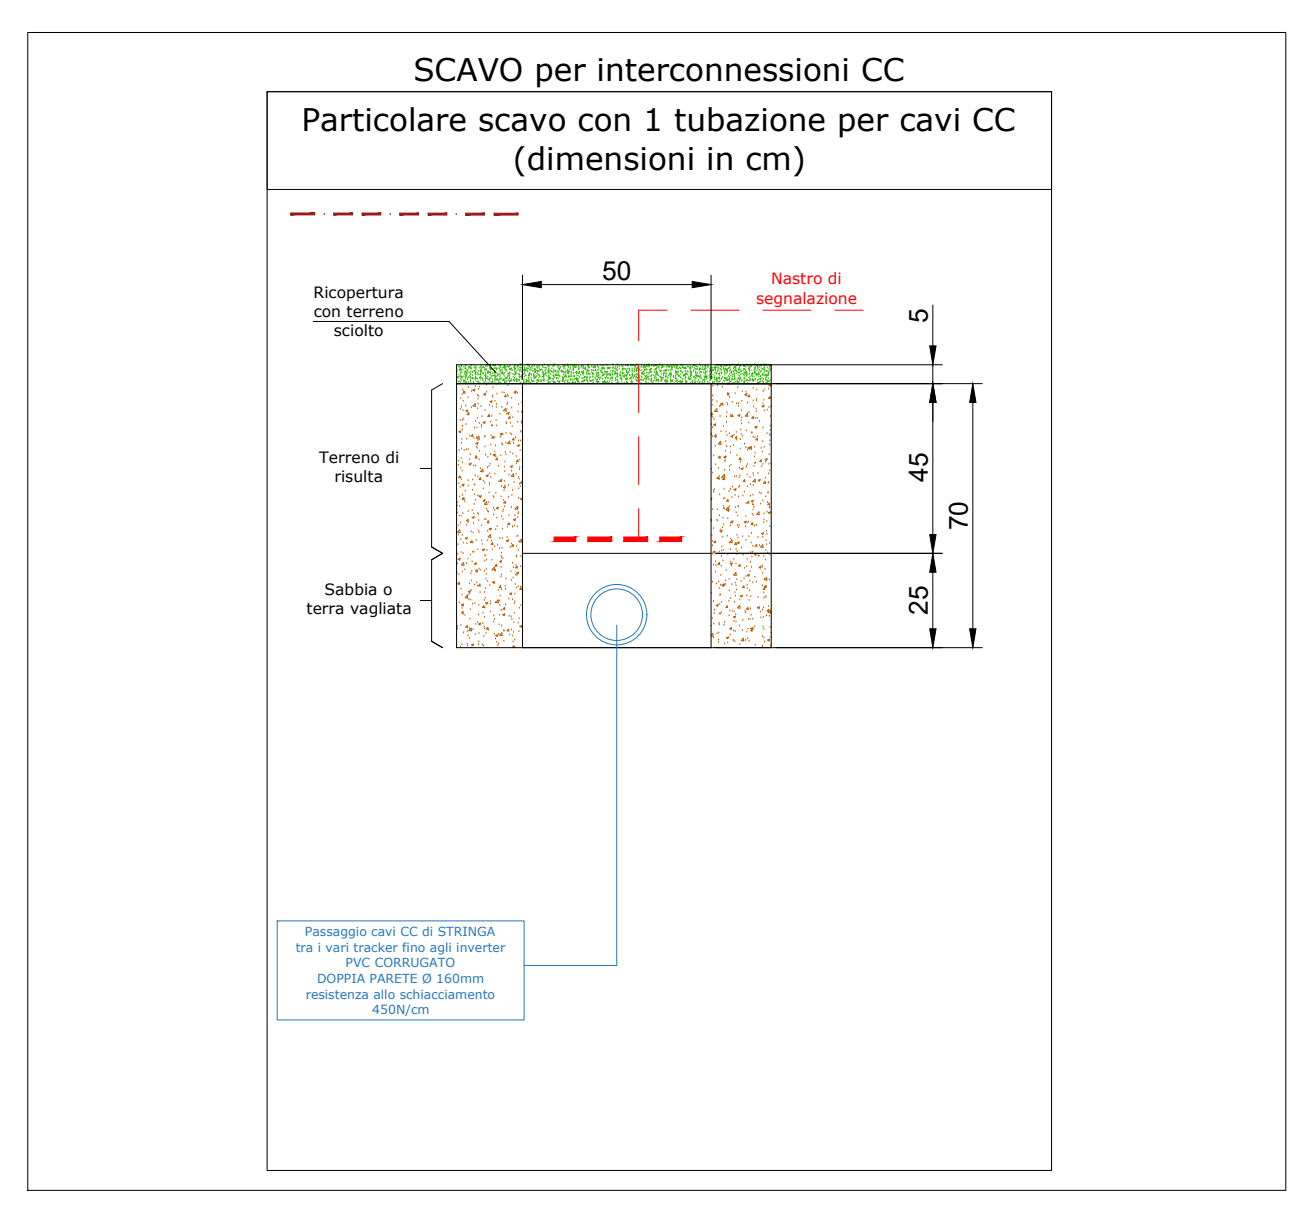 SCAVO per interconnessioni CC
Particolare scavo con 1 tubazione per cavi CC
(dimensioni in cm)
50
Nastro di
segnalazione
Ricopertura
con terreno
sciolto
5
Terreno di
risulta
45
70
Sabbia o
terra vagliata
25
Passaggio cavi CC di STRINGA
tra i vari tracker fino agli inverter
PVC CORRUGATO
DOPPIA PARETE Ø 160mm
resistenza allo schiacciamento
450N/cm